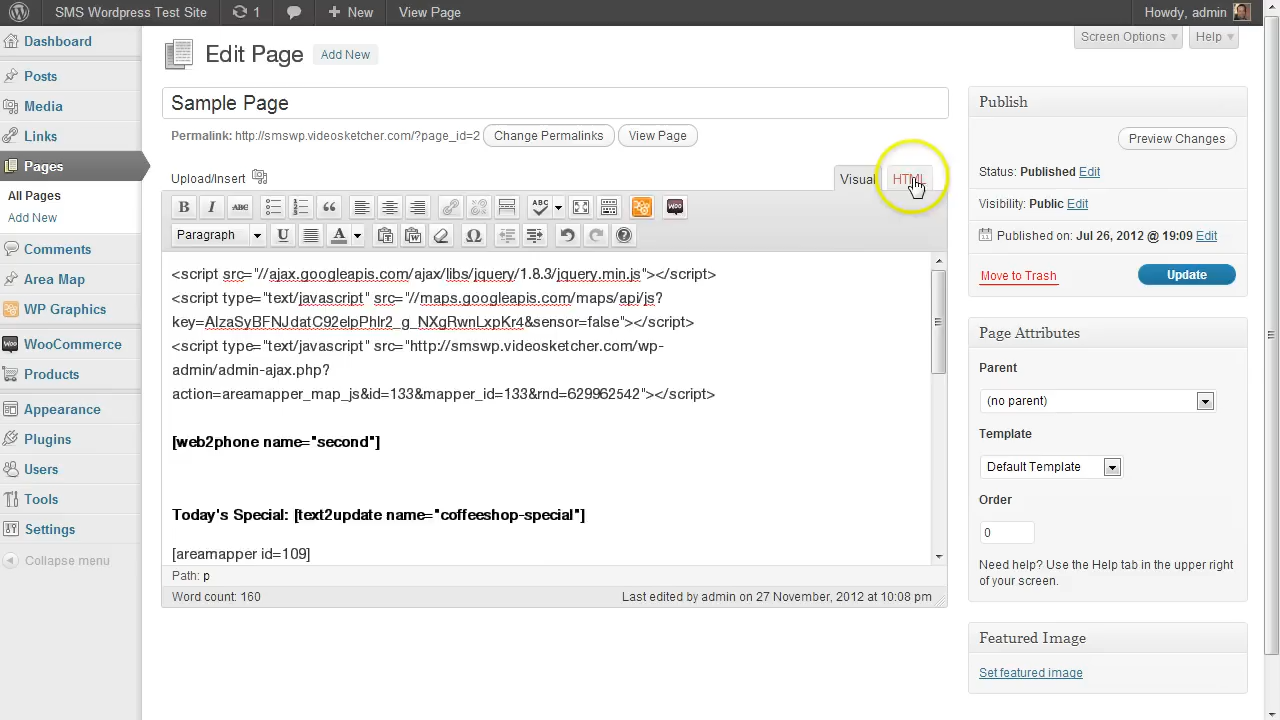 SMS Wordpress Test Site
1
New
View Page
Howdy, admin
Dashboard
Posts
Media
Links
Pages
All Pages
Add New
Comments
Area Map
WP Graphics
WooCommerce
Products
Appearance
Plugins
Users
Tools
Settings
Collapse menu
Screen Options
Help
Edit Page
Add New
Sample Page
Permalink: http://smswp.videosketcher.com/?page_id=2
Change Permalinks
View Page
Upload/Insert
Visual
HTML
B I ABC
ABC
Paragraph
U
A
<script src="//ajax.googleapis.com/ajax/libs/jquery/1.8.3/jquery.min.js"></script>
<script type="text/javascript" src="//maps.googleapis.com/maps/api/js?
key=AIzaSyBFNJdatC92elpPhIr2_g_NXgRwnLxpKr4&sensor=false"></script>
<script type="text/javascript" src="http://smswp.videosketcher.com/wp-
admin/admin-ajax.php?
action=areamapper_map_js&id=133&mapper_id=133&rnd=629962542"></script>
[web2phone name="second"]
Today's Special: [text2update name="coffeeshop-special"]
[areamapper id=109]
Path: p
Word count: 160
Last edited by admin on 27 November, 2012 at 10:08 pm
Publish
Preview Changes
Status: Published Edit
Visibility: Public Edit
Published on: Jul 26, 2012 @ 19:09 Edit
Move to Trash
Update
Page Attributes
Parent
(no parent)
Template
Default Template
Order
0
Need help? Use the Help tab in the upper right
of your screen.
Featured Image
Set featured image